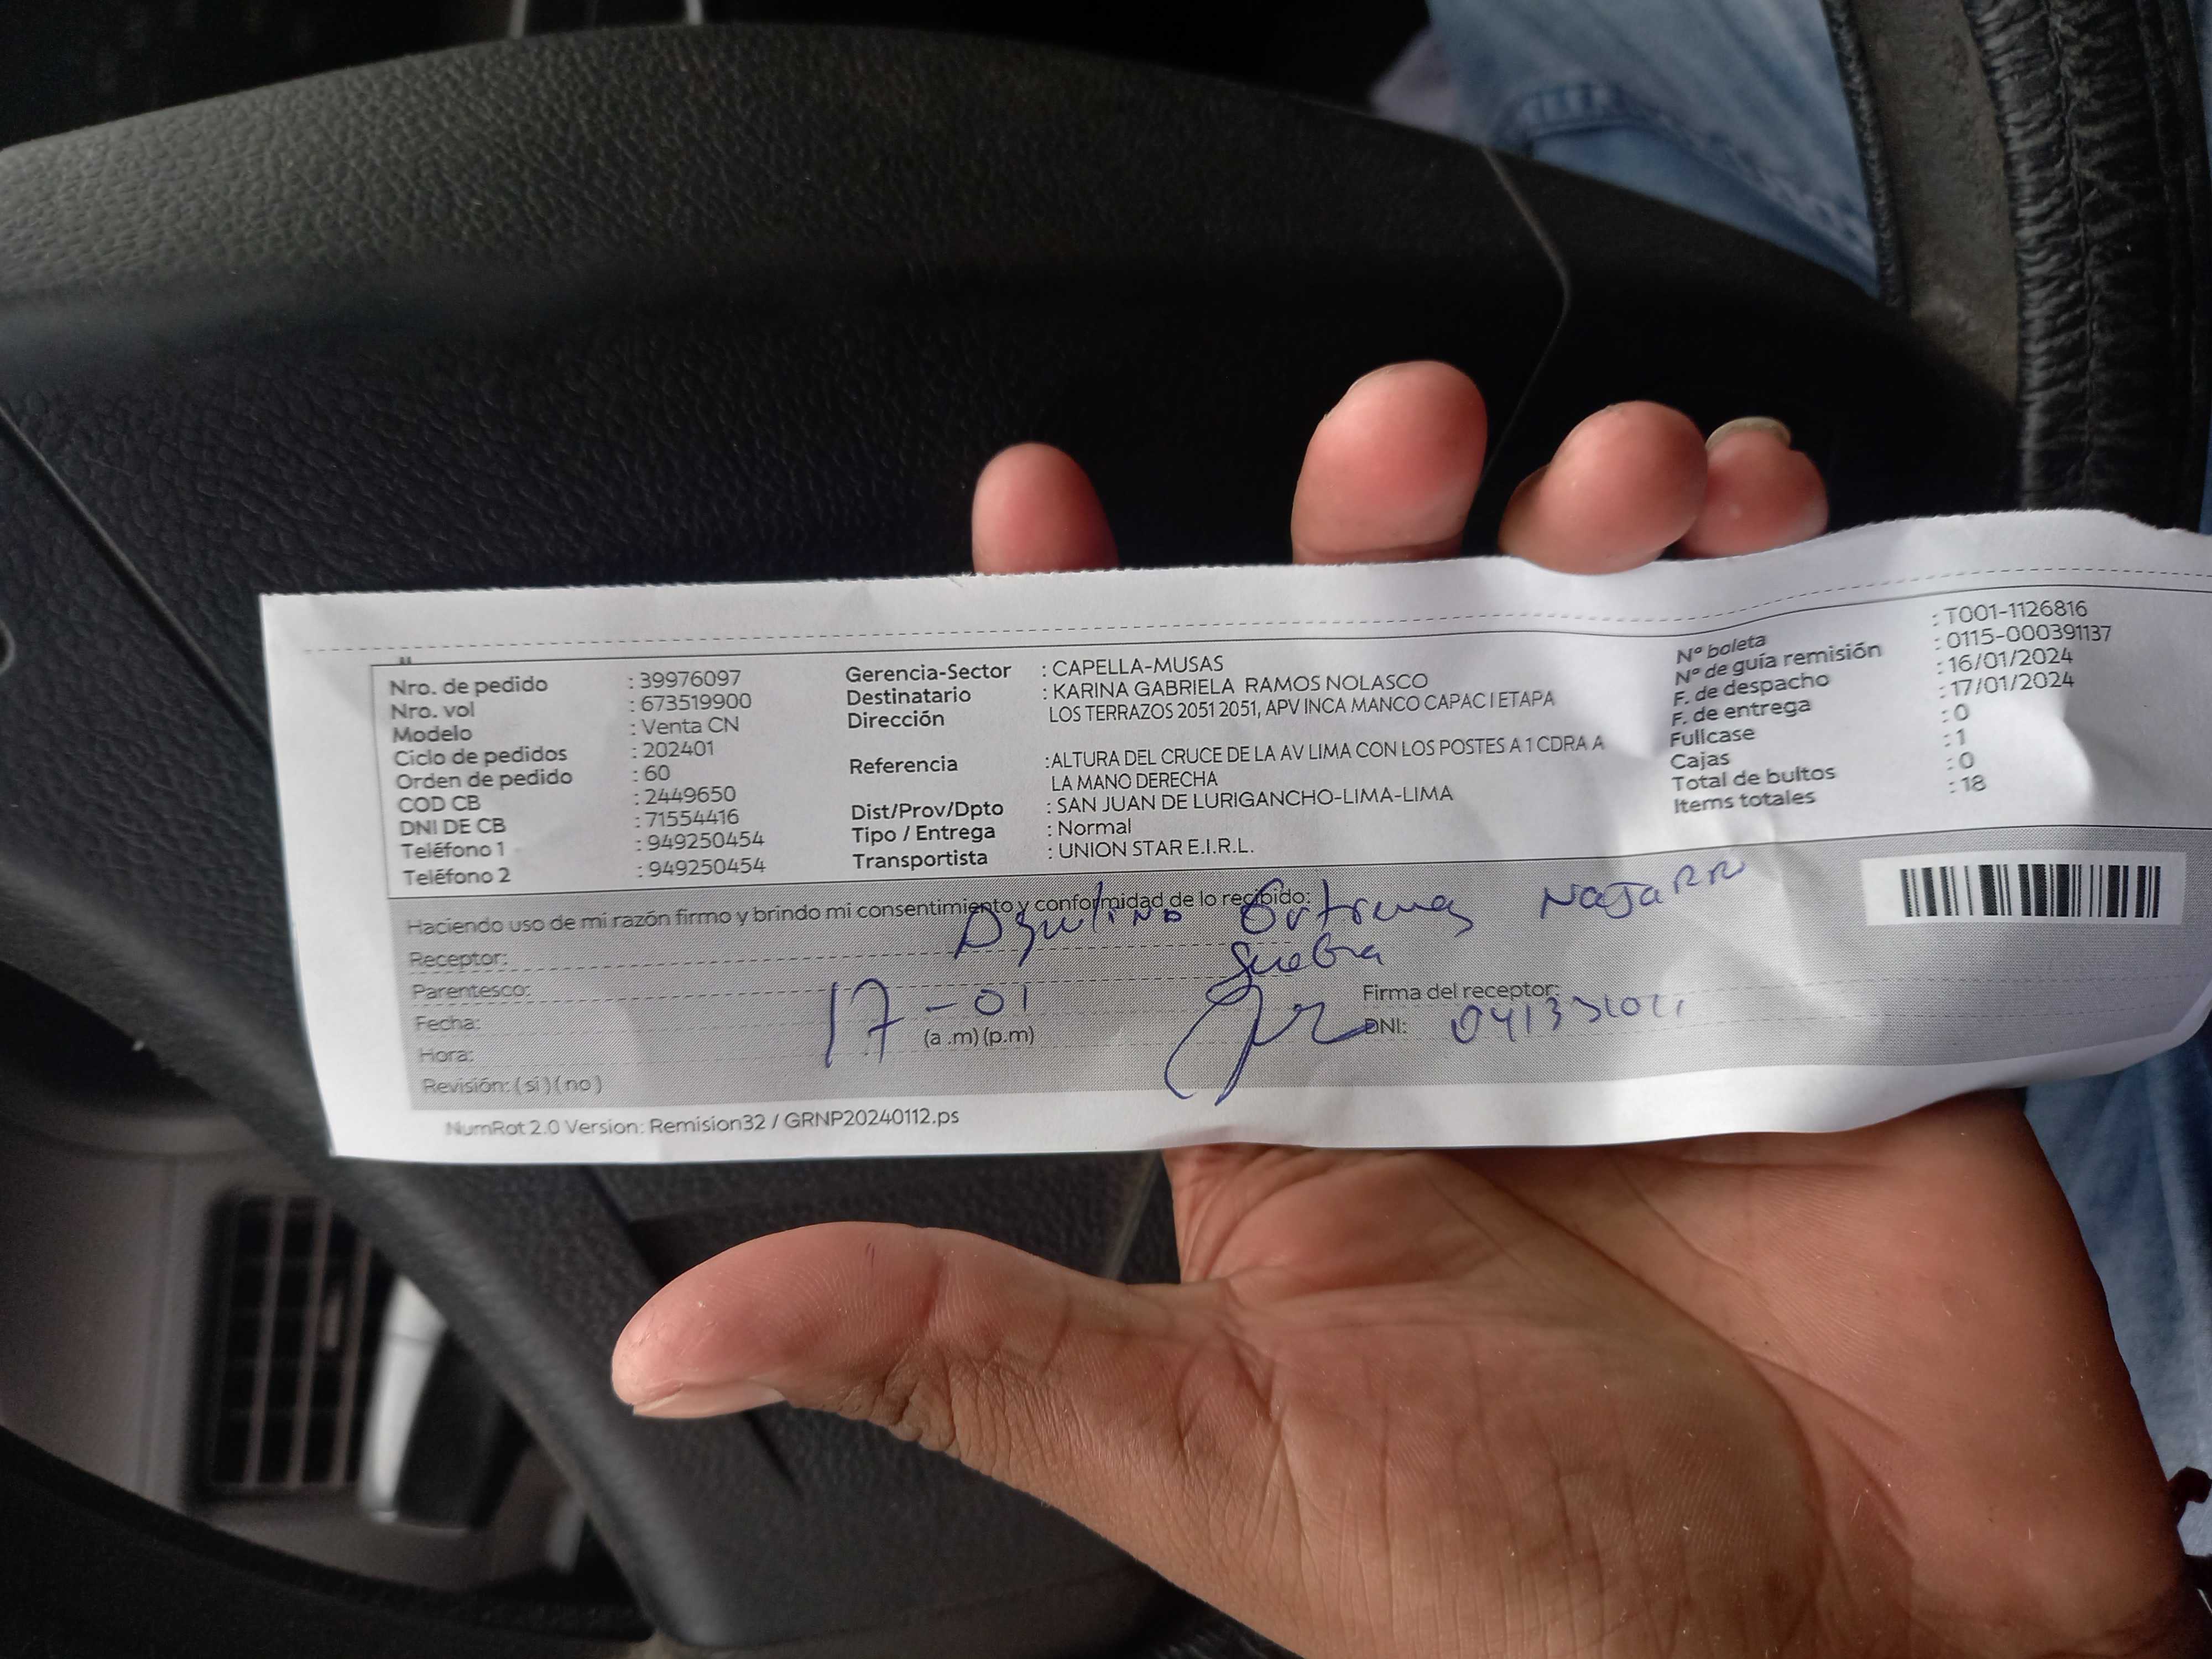 Nro. de pedido : 39976097
Nro. vol : 673519900
Modelo : Venta CN
Ciclo de pedidos : 202401
Orden de pedido : 60
COD CB : 2449650
DNI DE CB : 71554416
Teléfono 1 : 949250454
Teléfono 2 : 949250454
Gerencia-Sector : CAPELLA-MUSAS
Destinatario : KARINA GABRIELA RAMOS NOLASCO
Dirección LOS TERRAZOS 2051 2051, APV INCA MANCO CAPAC I ETAPA
Referencia :ALTURA DEL CRUCE DE LA AV LIMA CON LOS POSTES A 1 CDRA A
LA MANO DERECHA
Dist/Prov/Dpto : SAN JUAN DE LURIGANCHO-LIMA-LIMA
Tipo / Entrega : Normal
Transportista : UNION STAR E.I.R.L.
Nº boleta : T001-1126816
Nº de guía remisión : 0115-000391137
F. de despacho : 16/01/2024
F. de entrega : 17/01/2024
Fullcase : 0
Cajas : 1
Total de bultos : 0
Items totales : 18
Haciendo uso de mi razón firmo y brindo mi consentimiento y conformidad de lo recibido:
Receptor:
Parentesco: Suegra
Fecha: 17-01
Hora: (a .m) (p.m)
Revisión: ( si ) ( no )
Firma del receptor:
DNI:
NumRot 2.0 Version: Remision32 / GRNP20240112.ps